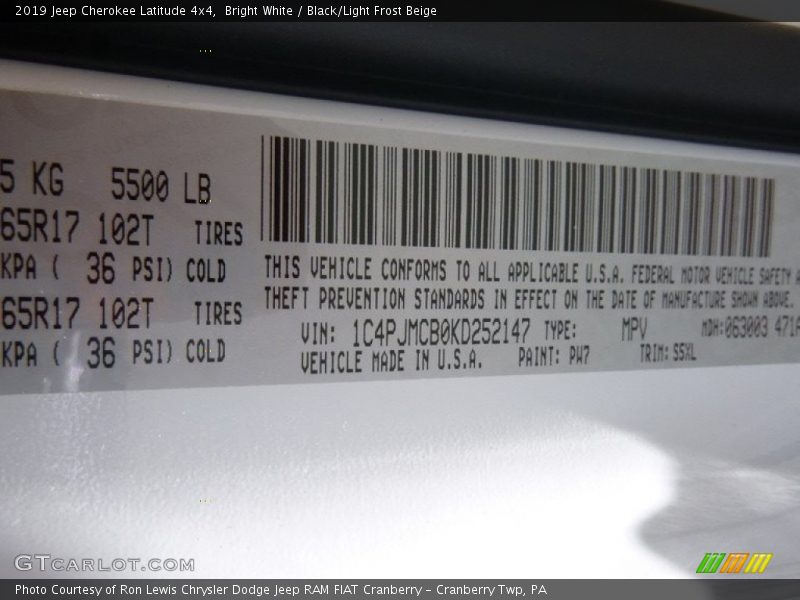 2019 Jeep Cherokee Latitude 4x4,  Bright White / Black/Light Frost Beige
5 KG 5500 LB
65R17 102T TIRES
KPA ( 36 PSI) COLD
65R17 102T TIRES
KPA ( 36 PSI) COLD
THIS VEHICLE CONFORMS TO ALL APPLICABLE U.S.A. FEDERAL MOTOR VEHICLE SAFETY
THEFT PREVENTION STANDARDS IN EFFECT ON THE DATE OF MANUFACTURE SHOWN ABOVE.
VIN: 1C4PJMCB0KD252147 TYPE: MPV MDH:063003 471
VEHICLE MADE IN U.S.A. PAINT: PW7 TRIM: S5XL
GTCARLOT.COM
Photo Courtesy of Ron Lewis Chrysler Dodge Jeep RAM FIAT Cranberry – Cranberry Twp, PA